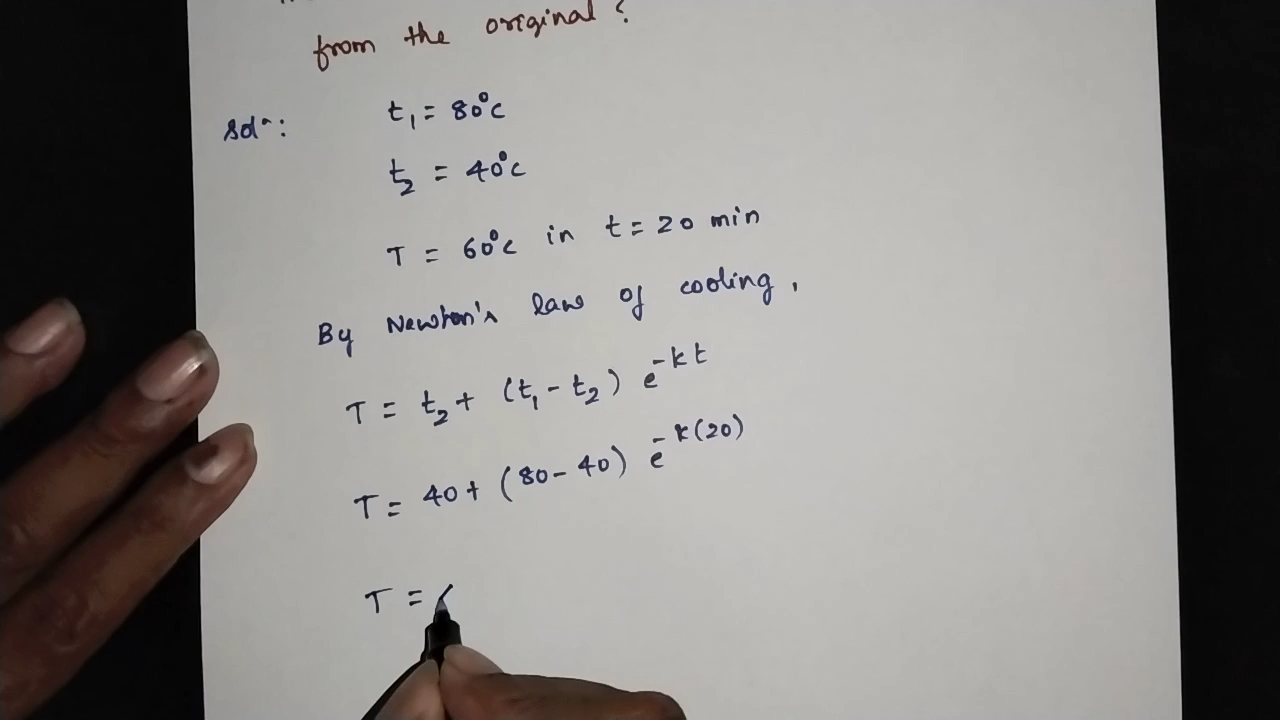 from the original ?
Solⁿ:
t₁ = 80°c
t₂ = 40°c
T = 60°c in t = 20 min
By Newton's law of cooling,
T = t₂ + (t₁ - t₂) e^-kt
T = 40 + (80 - 40) e^-k(20)
T =